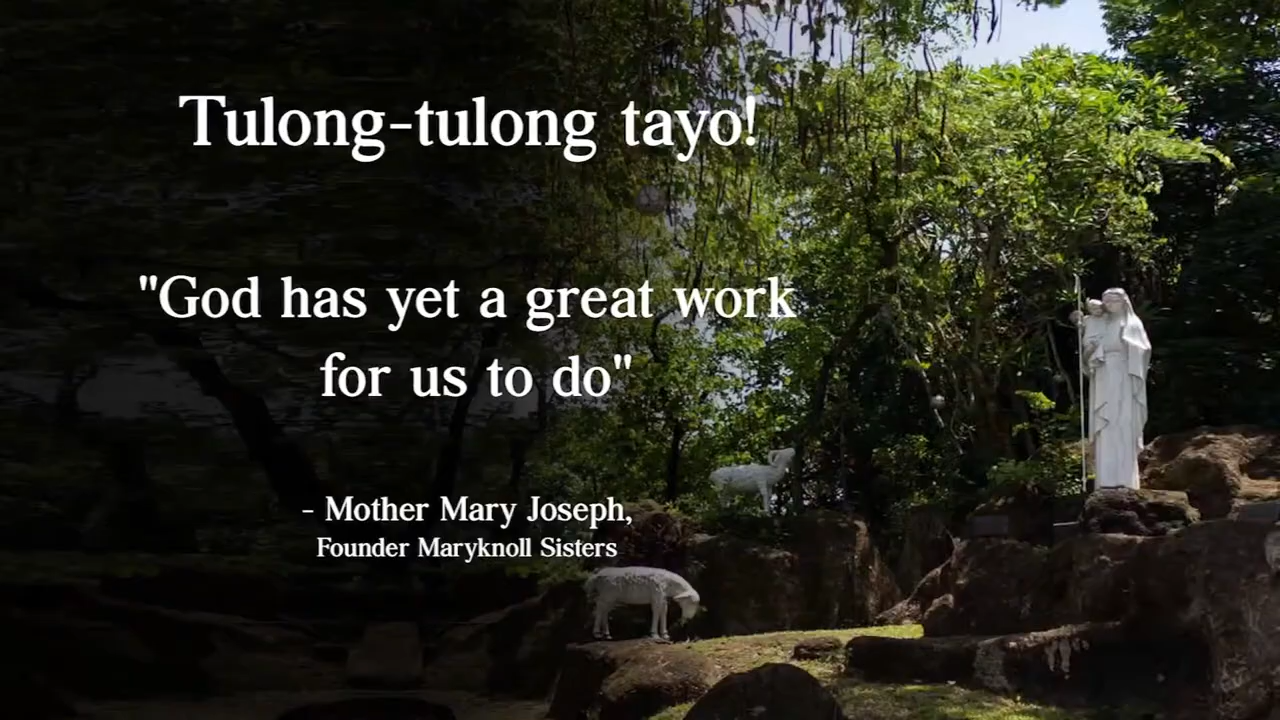 Tulong-tulong tayo!
"God has yet a great work
for us to do"
- Mother Mary Joseph,
Founder Maryknoll Sisters